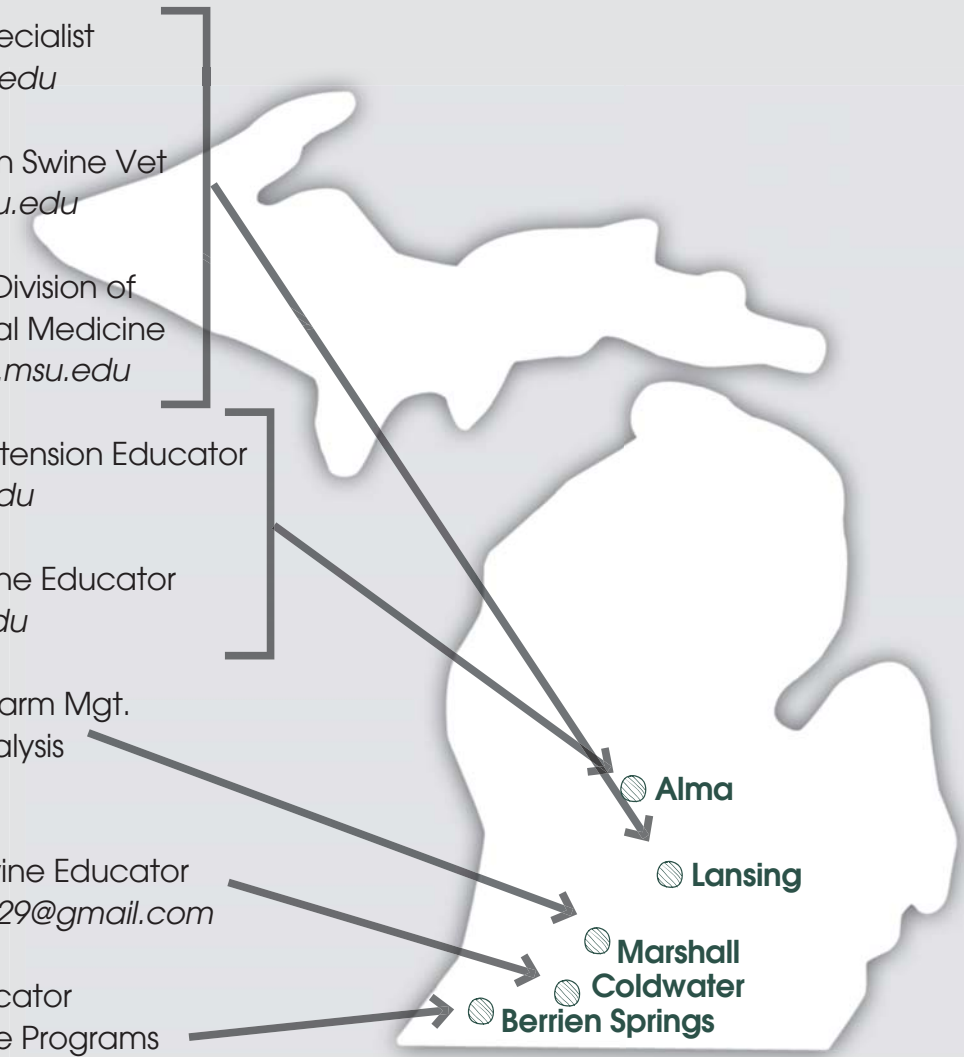 ecialist
edu
n Swine Vet
u.edu
Division of
al Medicine
.msu.edu
tension Educator
du
ne Educator
du
arm Mgt.
alysis
ine Educator
29@gmail.com
cator
e Programs
Alma
Lansing
Marshall
Coldwater
Berrien Springs